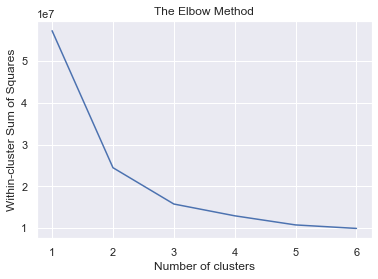 The Elbow Method
1e7
5
4
3
2
1
Within-cluster Sum of Squares
1 2 3 4 5 6
Number of clusters